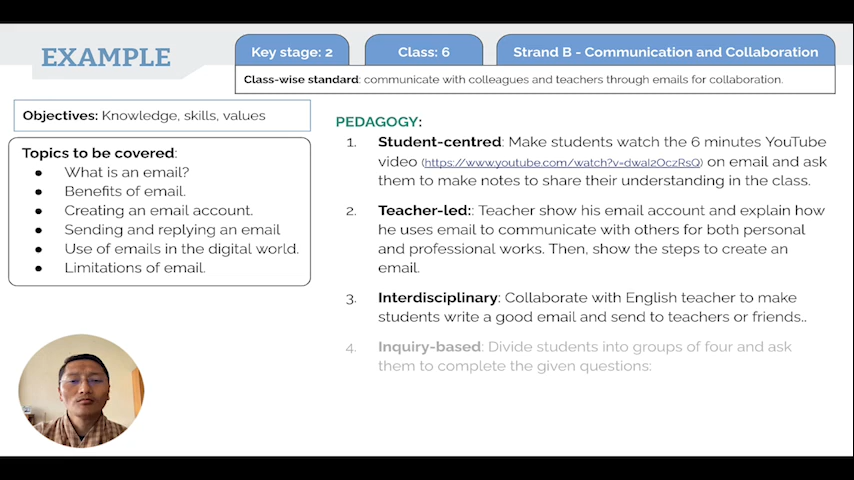 EXAMPLE
Key stage: 2
Class: 6
Strand B - Communication and Collaboration
Class-wise standard: communicate with colleagues and teachers through emails for collaboration.
Objectives: Knowledge, skills, values
Topics to be covered:
● What is an email?
● Benefits of email.
● Creating an email account.
● Sending and replying an email
● Use of emails in the digital world.
● Limitations of email.
PEDAGOGY:
1. Student-centred: Make students watch the 6 minutes YouTube
video (https://www.youtube.com/watch?v=dwaI2OczRsQ) on email and ask
them to make notes to share their understanding in the class.
2. Teacher-led:: Teacher show his email account and explain how
he uses email to communicate with others for both personal
and professional works. Then, show the steps to create an
email.
3. Interdisciplinary: Collaborate with English teacher to make
students write a good email and send to teachers or friends..
4. Inquiry-based: Divide students into groups of four and ask
them to complete the given questions: